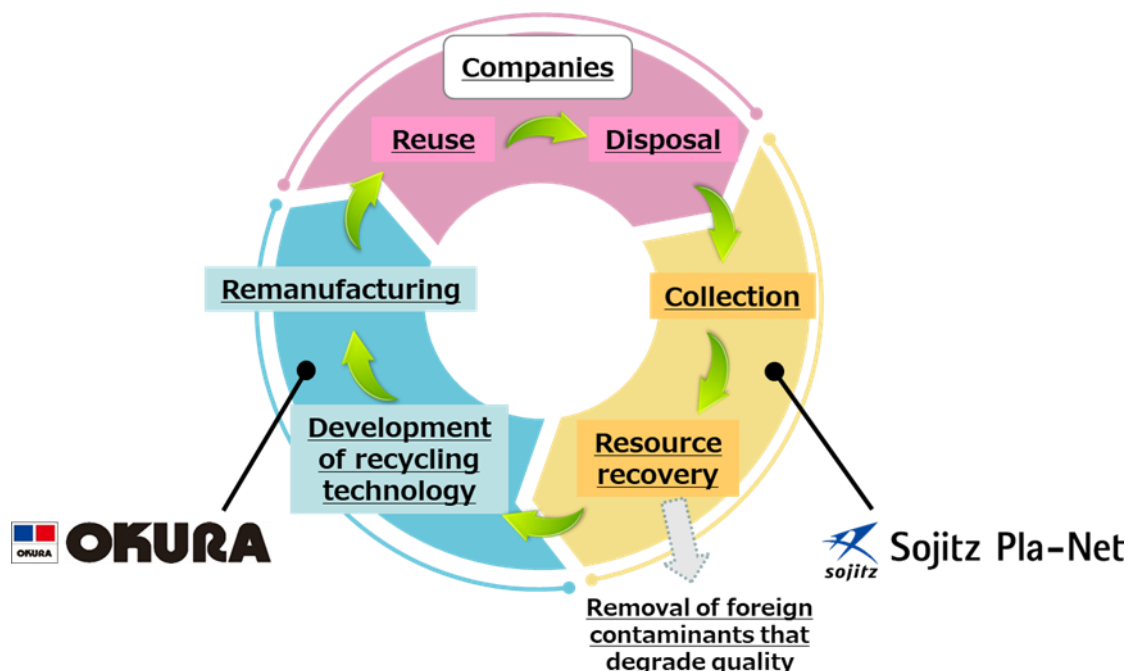 Companies
Reuse
Disposal
Remanufacturing
Collection
Development
of recycling
technology
Resource
recovery
OKURA
OKURA
sojitz
Sojitz Pla-Net
Removal of foreign
contaminants that
degrade quality